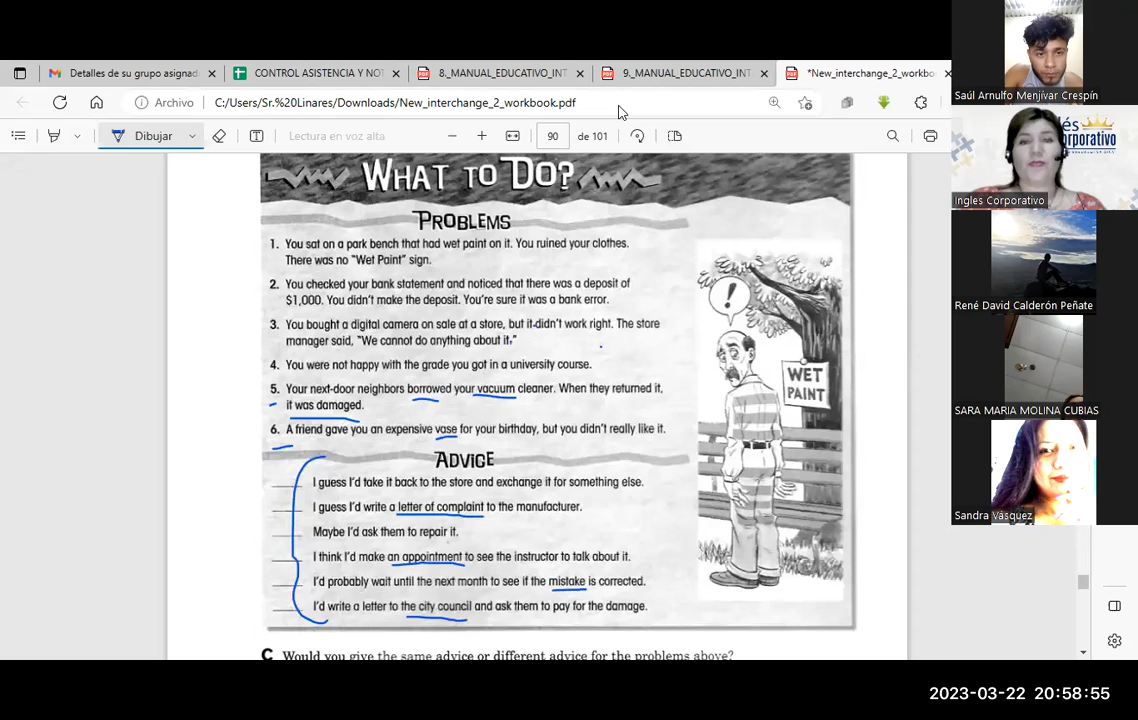 Detalles de su grupo asignad
CONTROL ASISTENCIA Y NO
8._MANUAL_EDUCATIVO_INT
9._MANUAL_EDUCATIVO_INT
*New_interchange_2_workbo
Archivo
C:/Users/Sr.%20Linares/Downloads/New_interchange_2_workbook.pdf
Dibujar
Lectura en voz alta
90
de 101
WHAT TO DO?
PROBLEMS
1. You sat on a park bench that had wet paint on it. You ruined your clothes.
There was no "Wet Paint" sign.
2. You checked your bank statement and noticed that there was a deposit of
$1,000. You didn't make the deposit. You're sure it was a bank error.
3. You bought a digital camera on sale at a store, but it didn't work right. The store
manager said, "We cannot do anything about it."
4. You were not happy with the grade you got in a university course.
5. Your next-door neighbors borrowed your vacuum cleaner. When they returned it,
it was damaged.
6. A friend gave you an expensive vase for your birthday, but you didn't really like it.
!
WET
PAINT
ADVICE
I guess I'd take it back to the store and exchange it for something else.
I guess I'd write a letter of complaint to the manufacturer.
Maybe I'd ask them to repair it.
I think I'd make an appointment to see the instructor to talk about it.
I'd probably wait until the next month to see if the mistake is corrected.
I'd write a letter to the city council and ask them to pay for the damage.
C Would you give the same advice or different advice for the problems above?
Saúl Arnulfo Menjívar Crespín
Ingles Corporativo
René David Calderón Peñate
SARA MARIA MOLINA CUBIAS
Sandra Vásquez
2023-03-22 20:58:55